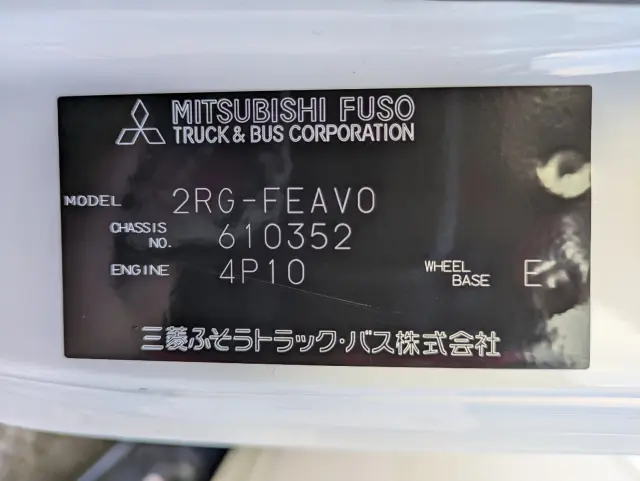 MITSUBISHI FUSO
TRUCK & BUS CORPORATION
MODEL 2RG-FEAV0
CHASSIS NO. 610352
ENGINE 4P10 WHEEL BASE E
三菱ふそうトラック・バス株式会社